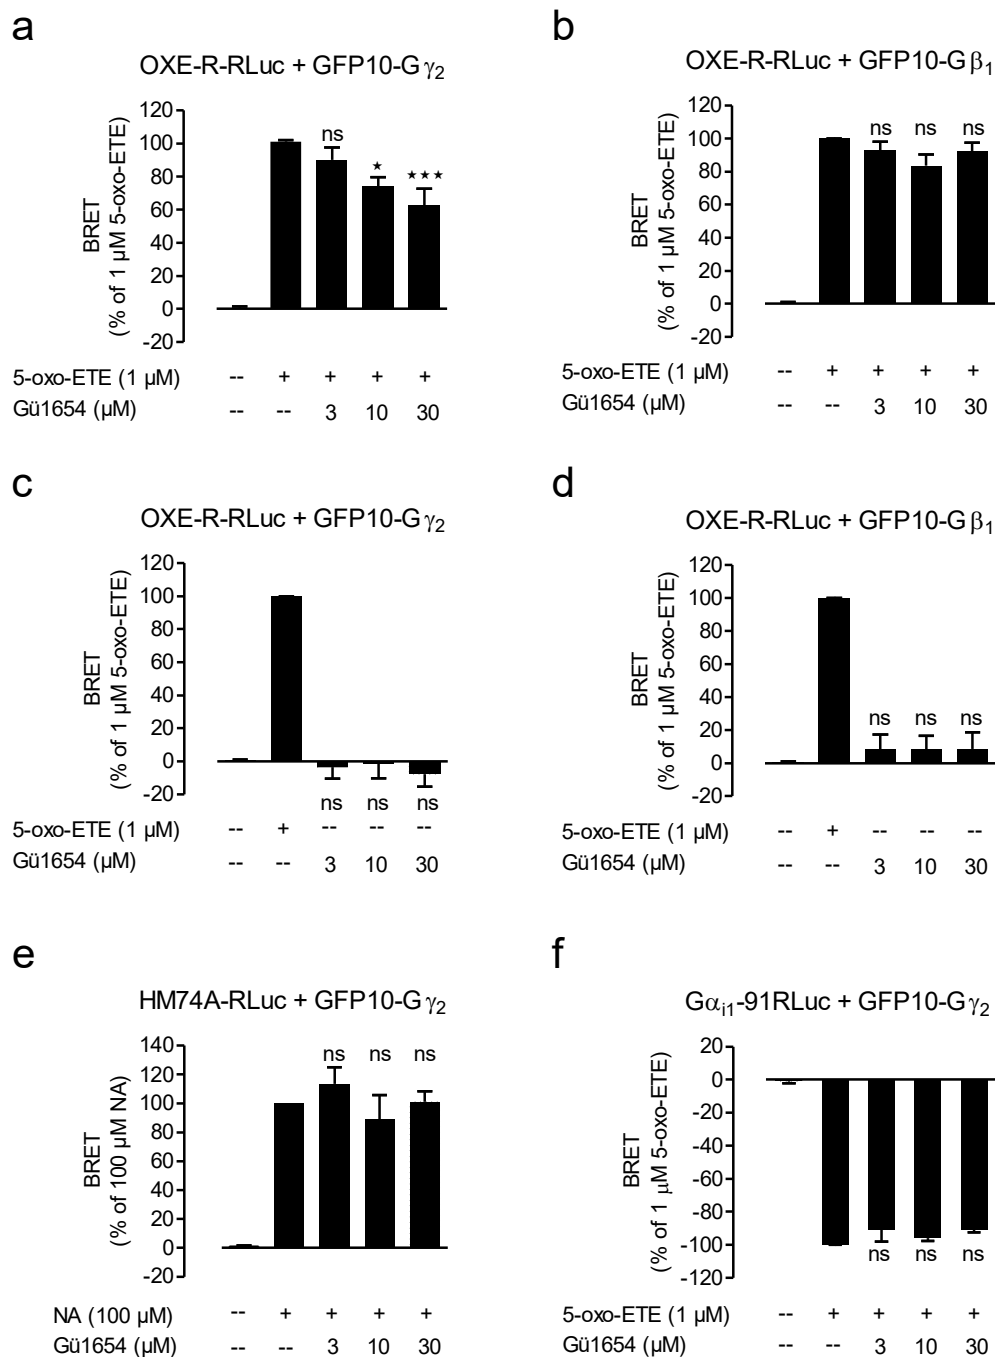 a
OXE-R-RLuc + GFP10-Gγ2
BRET
(% of 1 µM 5-oxo-ETE)
120
100
80
60
40
20
0
-20
ns
★
★★★
5-oxo-ETE (1 µM) -- + + + +
Gü1654 (µM) -- -- 3 10 30
b
OXE-R-RLuc + GFP10-Gβ1
BRET
(% of 1 µM 5-oxo-ETE)
120
100
80
60
40
20
0
-20
ns ns ns
5-oxo-ETE (1 µM) -- + + + +
Gü1654 (µM) -- -- 3 10 30
c
OXE-R-RLuc + GFP10-Gγ2
BRET
(% of 1 µM 5-oxo-ETE)
120
100
80
60
40
20
0
-20
ns ns ns
5-oxo-ETE (1 µM) -- + -- -- --
Gü1654 (µM) -- -- 3 10 30
d
OXE-R-RLuc + GFP10-Gβ1
BRET
(% of 1 µM 5-oxo-ETE)
120
100
80
60
40
20
0
-20
ns ns ns
5-oxo-ETE (1 µM) -- + -- -- --
Gü1654 (µM) -- -- 3 10 30
e
HM74A-RLuc + GFP10-Gγ2
BRET
(% of 100 µM NA)
140
120
100
80
60
40
20
0
-20
ns ns ns
NA (100 µM) -- + + + +
Gü1654 (µM) -- -- 3 10 30
f
Gαi1-91RLuc + GFP10-Gγ2
BRET
(% of 1 µM 5-oxo-ETE)
20
0
-20
-40
-60
-80
-100
-120
ns ns ns
5-oxo-ETE (1 µM) -- + + + +
Gü1654 (µM) -- -- 3 10 30